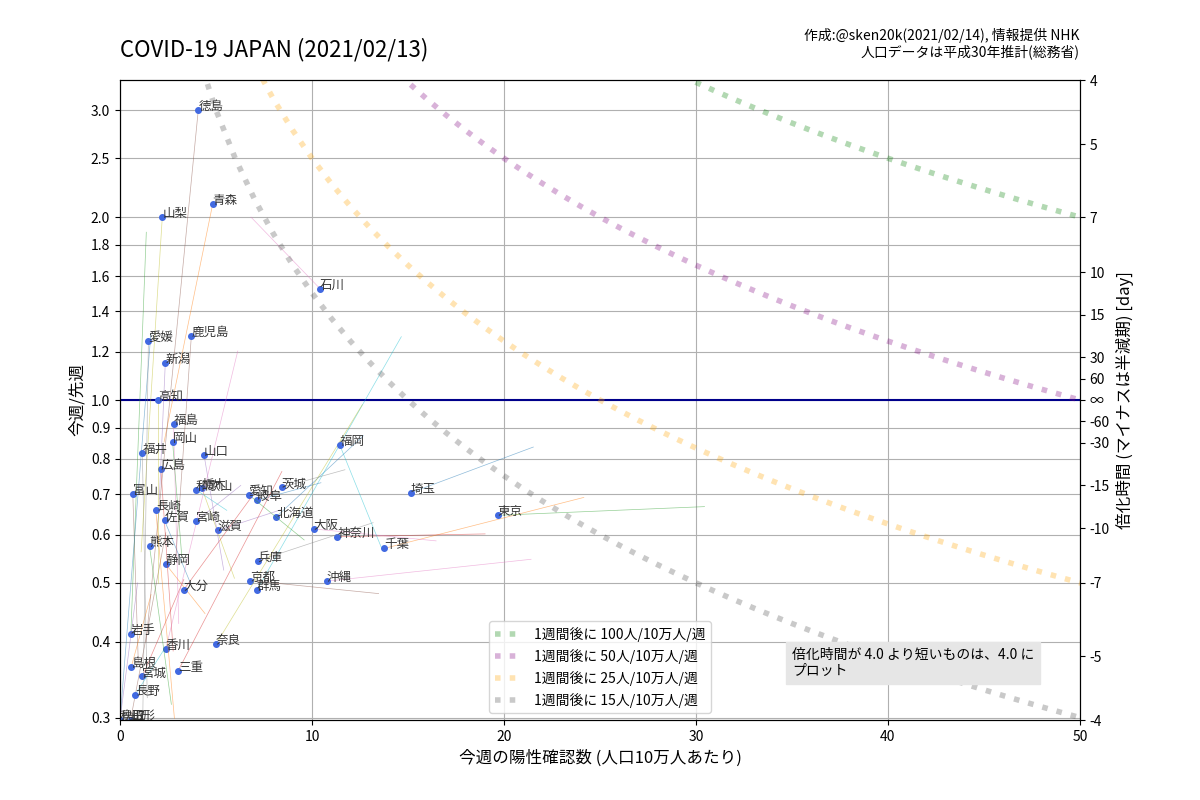 COVID-19 JAPAN (2021/02/13)
作成:@sken20k(2021/02/14), 情報提供 NHK
人口データは平成30年推計(総務省)
今週/先週
3.0
2.5
2.0
1.8
1.6
1.4
1.2
1.0
0.9
0.8
0.7
0.6
0.5
0.4
0.3
徳島
青森
山梨
石川
鹿児島
愛媛
新潟
高知
福島
岡山
福井
山口
福岡
広島
富山
栃木
茨城
愛知
岐阜
埼玉
長崎
佐賀
宮崎
滋賀
北海道
大阪
神奈川
東京
千葉
熊本
静岡
兵庫
京都
群馬
沖縄
大分
岩手
香川
奈良
島根
宮城
三重
長野
1週間後に 100人/10万人/週
1週間後に 50人/10万人/週
1週間後に 25人/10万人/週
1週間後に 15人/10万人/週
倍化時間が 4.0 より短いものは、4.0 に
プロット
4
5
7
10
15
30
60
∞
-60
-30
-15
-10
-7
-5
-4
倍化時間 (マイナスは半減期) [day]
0
10
20
30
40
50
今週の陽性確認数 (人口10万人あたり)